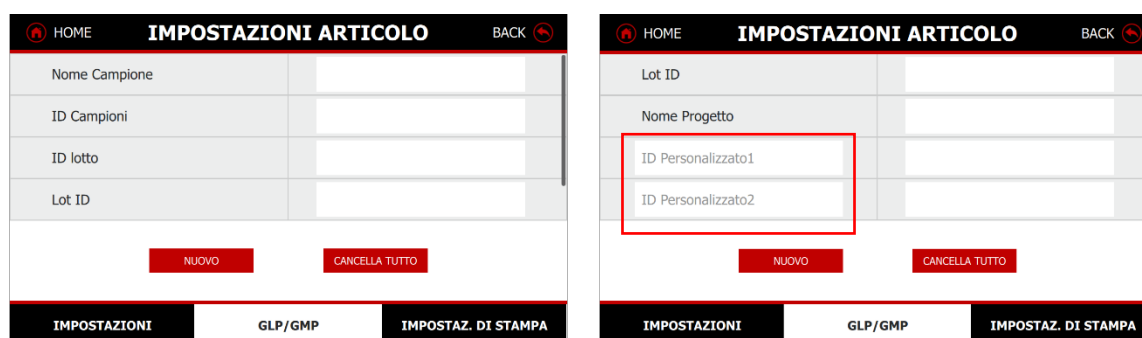 HOME IMPOSTAZIONI ARTICOLO BACK
Nome Campione
ID Campioni
ID lotto
Lot ID
NUOVO CANCELLA TUTTO
IMPOSTAZIONI GLP/GMP IMPOSTAZ. DI STAMPA
HOME IMPOSTAZIONI ARTICOLO BACK
Lot ID
Nome Progetto
ID Personalizzato1
ID Personalizzato2
NUOVO CANCELLA TUTTO
IMPOSTAZIONI GLP/GMP IMPOSTAZ. DI STAMPA